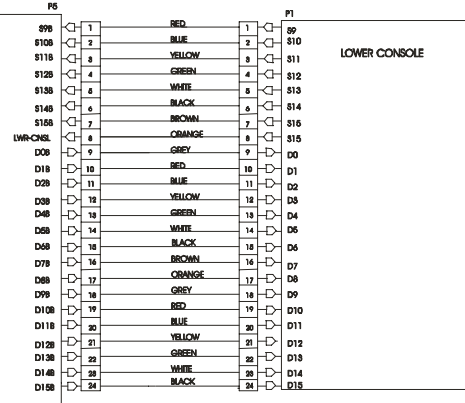 P5 P1
S9B 1 RED 1 S9
S10B 2 BLUE 2 S10
LOWER CONSOLE
S11B 3 YELLOW 3 S11
S12B 4 GREEN 4 S12
S13B 5 WHITE 5 S13
S14B 6 BLACK 6 S14
S15B 7 BROWN 7 S15
LWR-CNSL 8 ORANGE 8 S15
D0B 9 GREY 9 D0
D1B 10 RED 10 D1
D2B 11 BLUE 11 D2
D3B 12 YELLOW 12 D3
D4B 13 GREEN 13 D4
D5B 14 WHITE 14 D5
D6B 15 BLACK 15 D6
D7B 16 BROWN 16 D7
D8B 17 ORANGE 17 D8
D9B 18 GREY 18 D9
D10B 19 RED 19 D10
D11B 20 BLUE 20 D11
D12B 21 YELLOW 21 D12
D13B 22 GREEN 22 D13
D14B 23 WHITE 23 D14
D15B 24 BLACK 24 D15